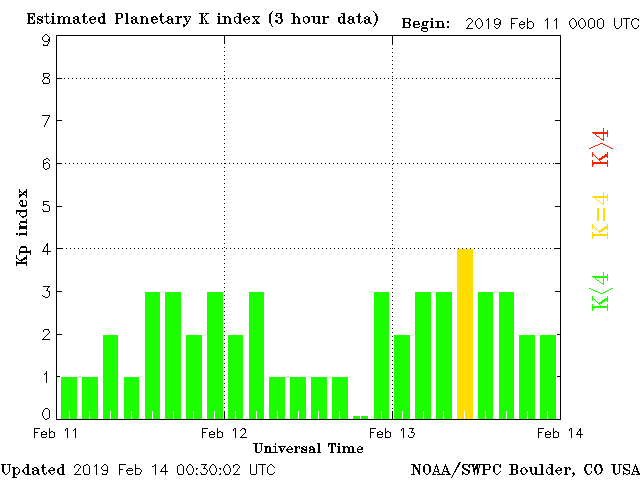 Estimated Planetary K index (3 hour data)
Begin: 2019 Feb 11 0000 UTC
9
8
7
6
5
4
3
2
1
0
Kp index
K>4
K=4
K<4
Feb 11
Feb 12
Feb 13
Feb 14
Universal Time
Updated 2019 Feb 14 00:30:02 UTC
NOAA/SWPC Boulder, CO USA